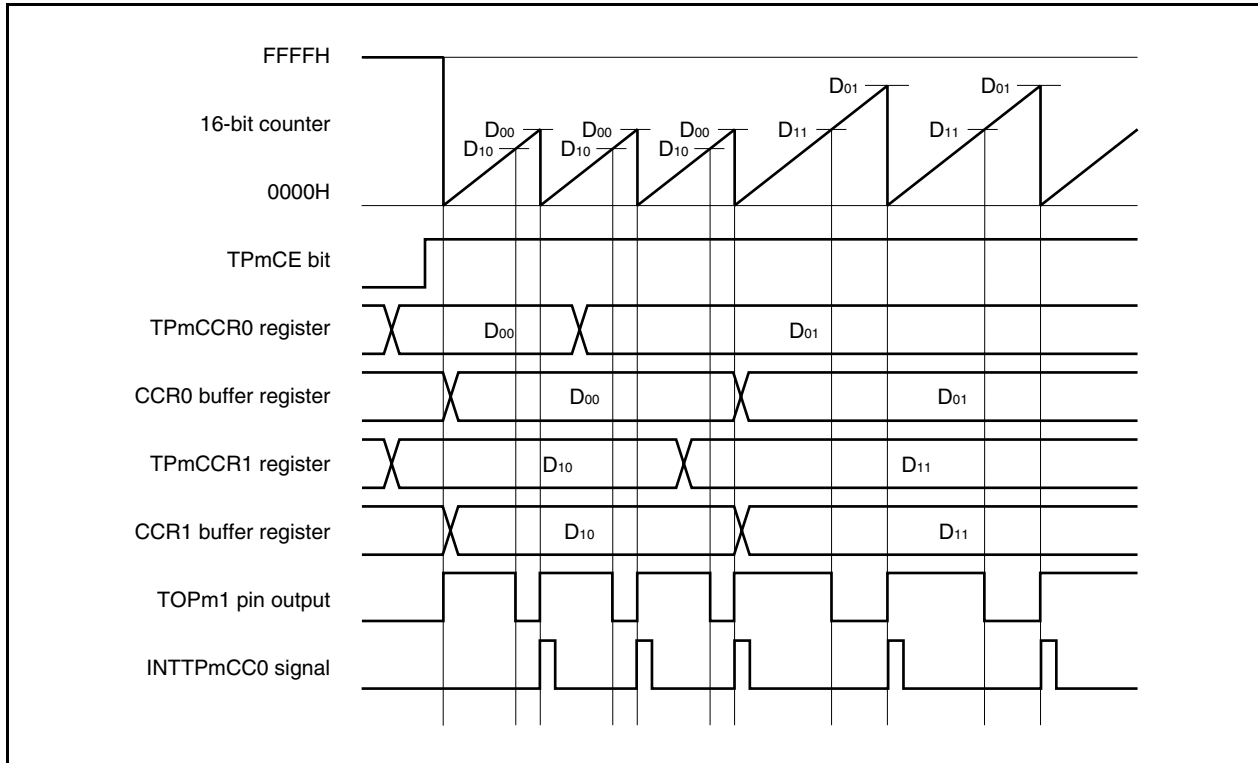 FFFFH
16-bit counter
0000H
D01 D01
D00 D00 D00 D11 D11
D10 D10 D10
TPmCE bit
TPmCCR0 register
D00 D01
CCR0 buffer register
D00 D01
TPmCCR1 register
D10 D11
CCR1 buffer register
D10 D11
TOPm1 pin output
INTTPmCC0 signal